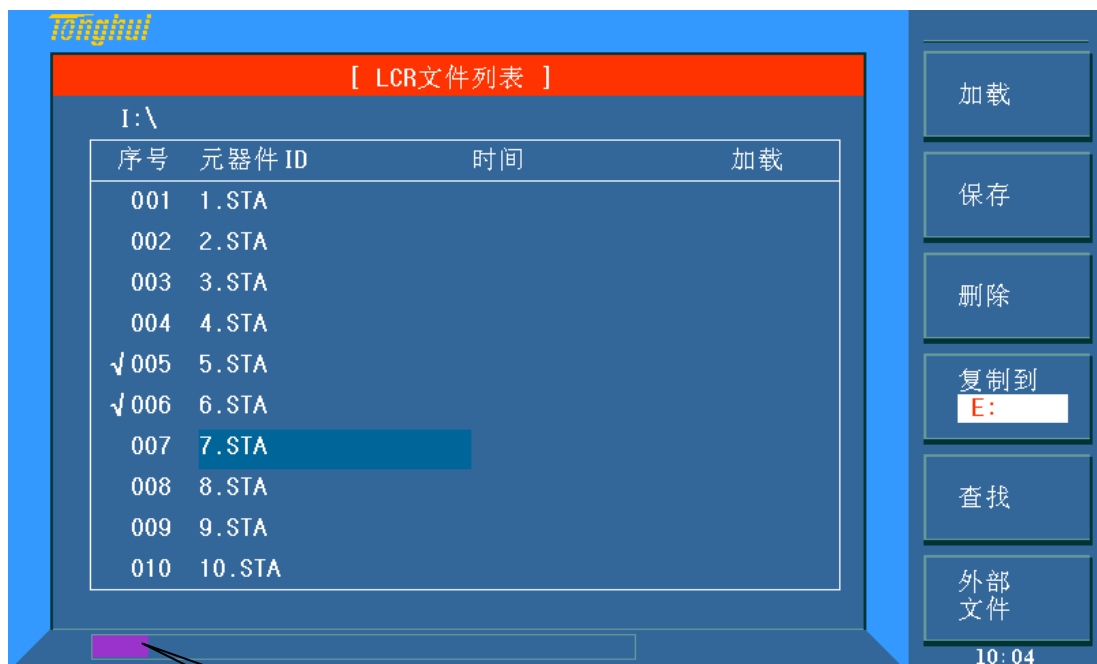 Tonghui
[ LCR文件列表 ]
I:\
序号 元器件ID 时间 加载
001 1.STA
002 2.STA
003 3.STA
004 4.STA
√ 005 5.STA
√ 006 6.STA
007 7.STA
008 8.STA
009 9.STA
010 10.STA
加载
保存
删除
复制到
E:
查找
外部
文件
10:04